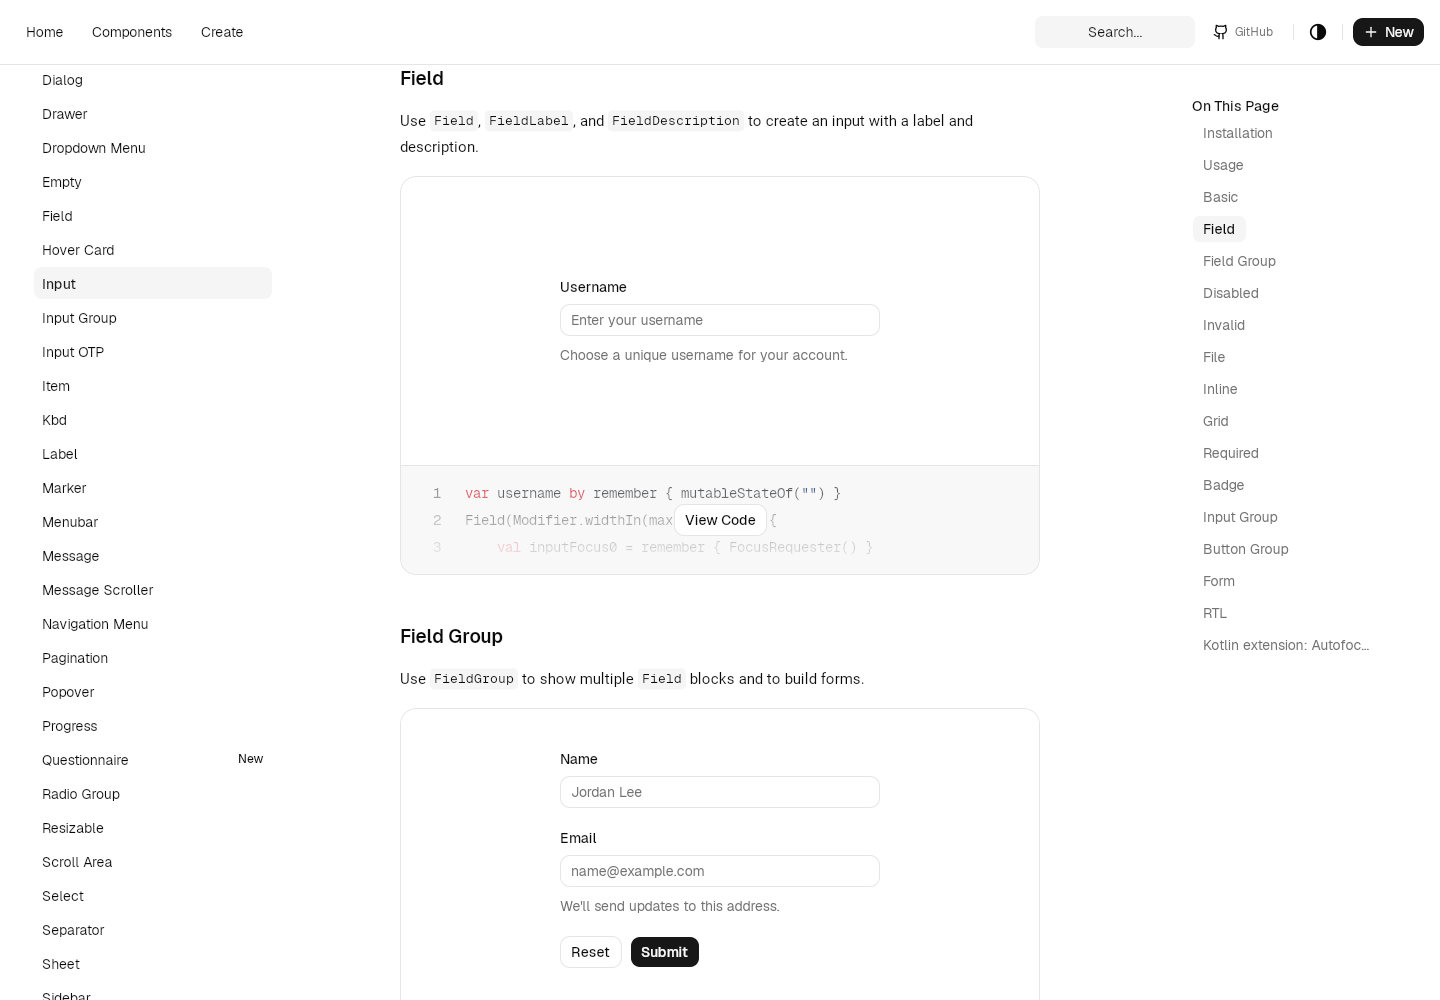 Home
Components
Create
Search...
GitHub
New
Dialog
Drawer
Dropdown Menu
Empty
Field
Hover Card
Input
Input Group
Input OTP
Item
Kbd
Label
Marker
Menubar
Message
Message Scroller
Navigation Menu
Pagination
Popover
Progress
Questionnaire New
Radio Group
Resizable
Scroll Area
Select
Separator
Sheet
Sidebar
Field
Use Field, FieldLabel, and FieldDescription to create an input with a label and
description.
Username
Enter your username
Choose a unique username for your account.
1 var username by remember { mutableStateOf("") }
2 Field(Modifier.widthIn(max {
View Code
3 val inputFocus0 = remember { FocusRequester() }
Field Group
Use FieldGroup to show multiple Field blocks and to build forms.
Name
Jordan Lee
Email
name@example.com
We'll send updates to this address.
Reset
Submit
On This Page
Installation
Usage
Basic
Field
Field Group
Disabled
Invalid
File
Inline
Grid
Required
Badge
Input Group
Button Group
Form
RTL
Kotlin extension: Autofoc...